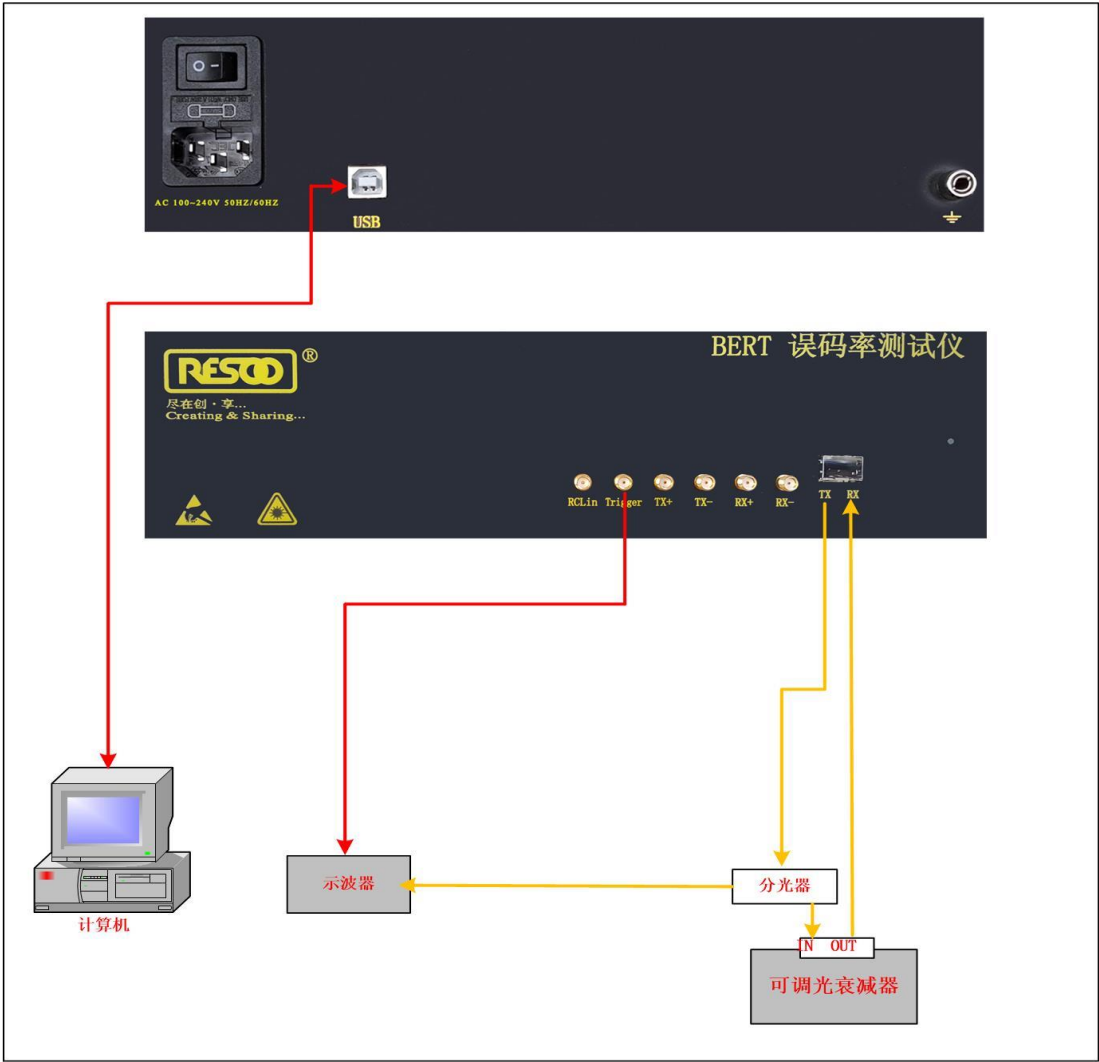 AC 100~240V 50HZ/60HZ
USB
BERT 误码率测试仪
RESCO®
尽在创·享...
Creating & Sharing...
RCLin Trigger TX+ TX- RX+ RX- TX RX
示波器
分光器
计算机
IN OUT
可调光衰减器